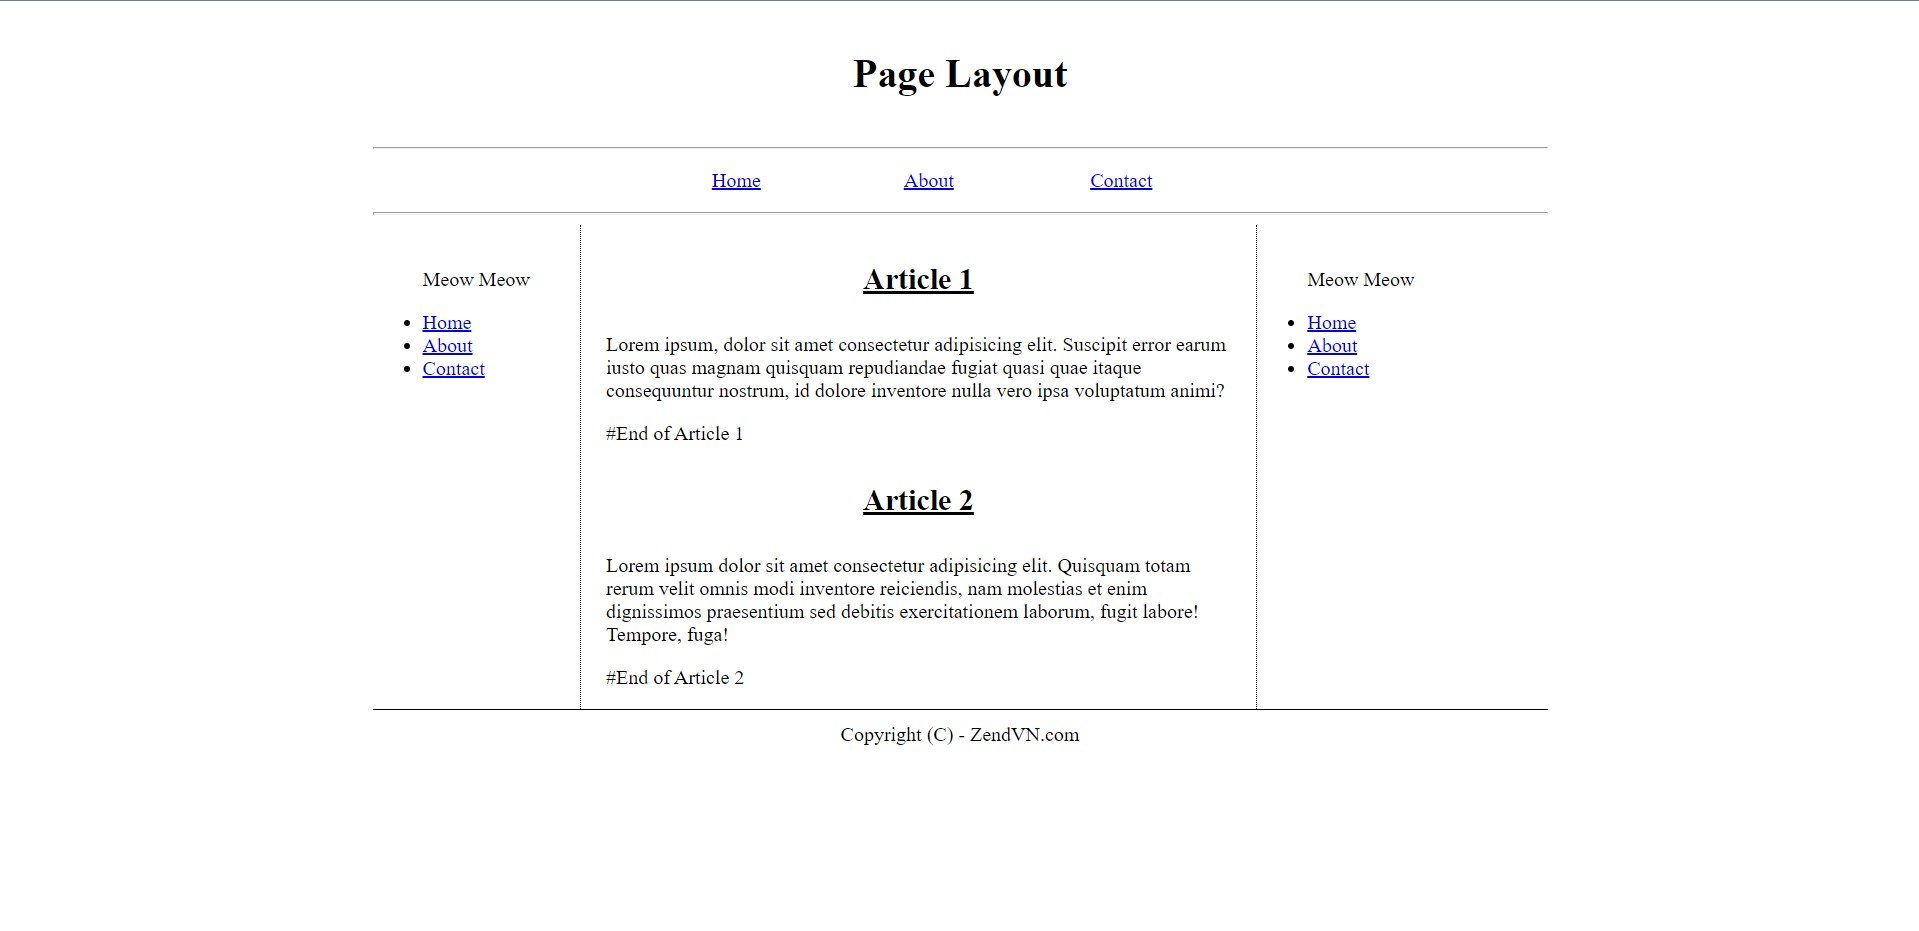 Page Layout
Home About Contact
Meow Meow
Home
About
Contact
Article 1
Lorem ipsum, dolor sit amet consectetur adipisicing elit. Suscipit error earum
iusto quas magnam quisquam repudiandae fugiat quasi quae itaque
consequuntur nostrum, id dolore inventore nulla vero ipsa voluptatum animi?
#End of Article 1
Article 2
Lorem ipsum dolor sit amet consectetur adipisicing elit. Quisquam totam
rerum velit omnis modi inventore reiciendis, nam molestias et enim
dignissimos praesentium sed debitis exercitationem laborum, fugit labore!
Tempore, fuga!
#End of Article 2
Meow Meow
Home
About
Contact
Copyright (C) - ZendVN.com